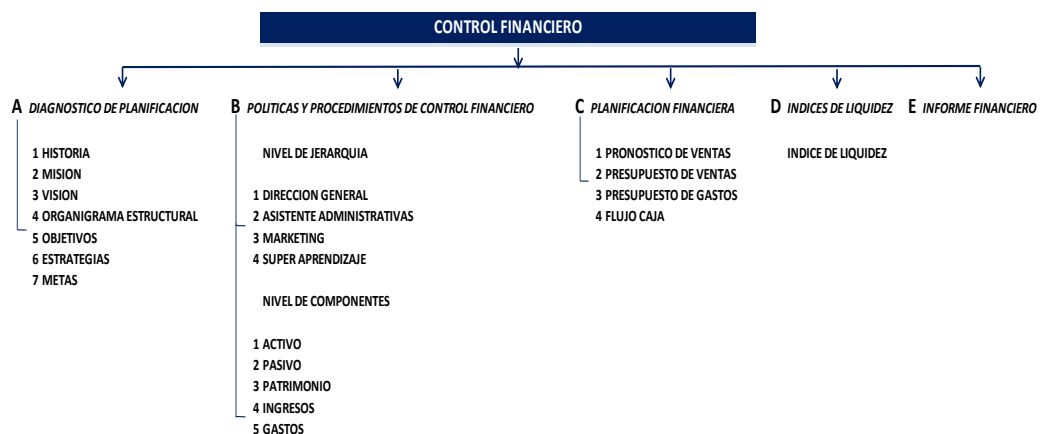 CONTROL FINANCIERO
A DIAGNOSTICO DE PLANIFICACION
1 HISTORIA
2 MISION
3 VISION
4 ORGANIGRAMA ESTRUCTURAL
5 OBJETIVOS
6 ESTRATEGIAS
7 METAS
B POLITICAS Y PROCEDIMIENTOS DE CONTROL FINANCIERO
NIVEL DE JERARQUIA
1 DIRECCION GENERAL
2 ASISTENTE ADMINISTRATIVAS
3 MARKETING
4 SUPER APRENDIZAJE
NIVEL DE COMPONENTES
1 ACTIVO
2 PASIVO
3 PATRIMONIO
4 INGRESOS
5 GASTOS
C PLANIFICACION FINANCIERA
1 PRONOSTICO DE VENTAS
2 PRESUPUESTO DE VENTAS
3 PRESUPUESTO DE GASTOS
4 FLUJO CAJA
D INDICES DE LIQUIDEZ
INDICE DE LIQUIDEZ
E INFORME FINANCIERO